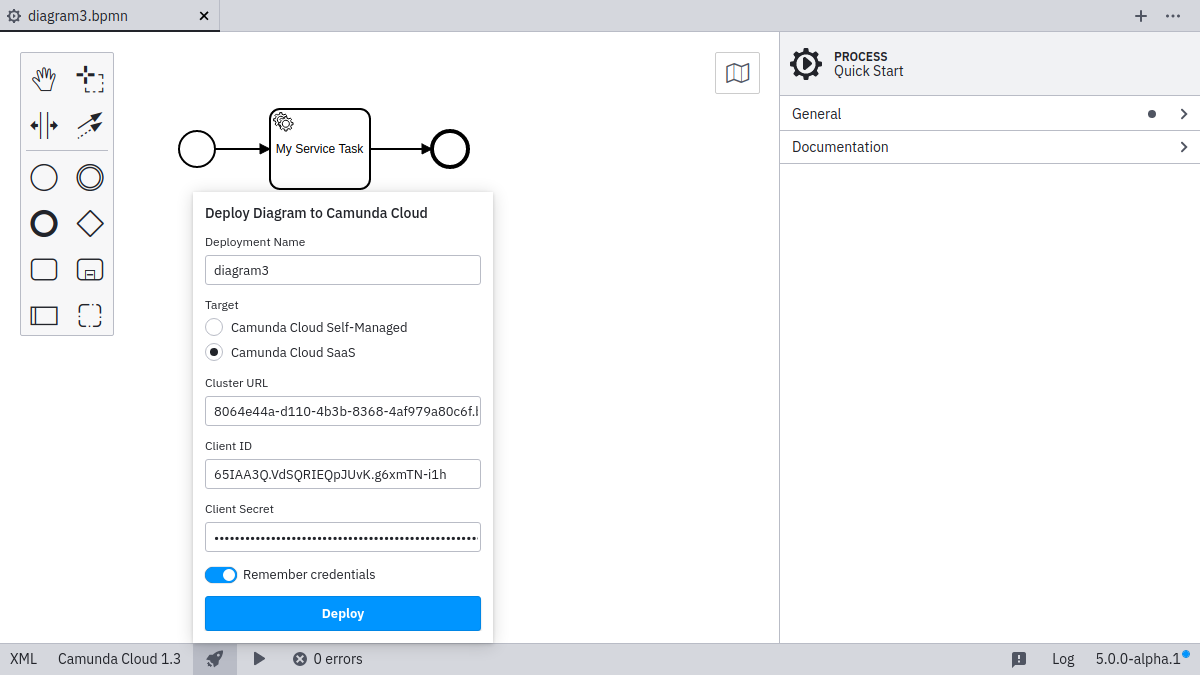 diagram3.bpmn
PROCESS
Quick Start
General
Documentation
My Service Task
Deploy Diagram to Camunda Cloud
Deployment Name
diagram3
Target
Camunda Cloud Self-Managed
Camunda Cloud SaaS
Cluster URL
8064e44a-d110-4b3b-8368-4af979a80c6f.b
Client ID
65IAA3Q.VdSQRIEQpJUvK.g6xmTN-i1h
Client Secret
Remember credentials
Deploy
XML Camunda Cloud 1.3 0 errors Log 5.0.0-alpha.1